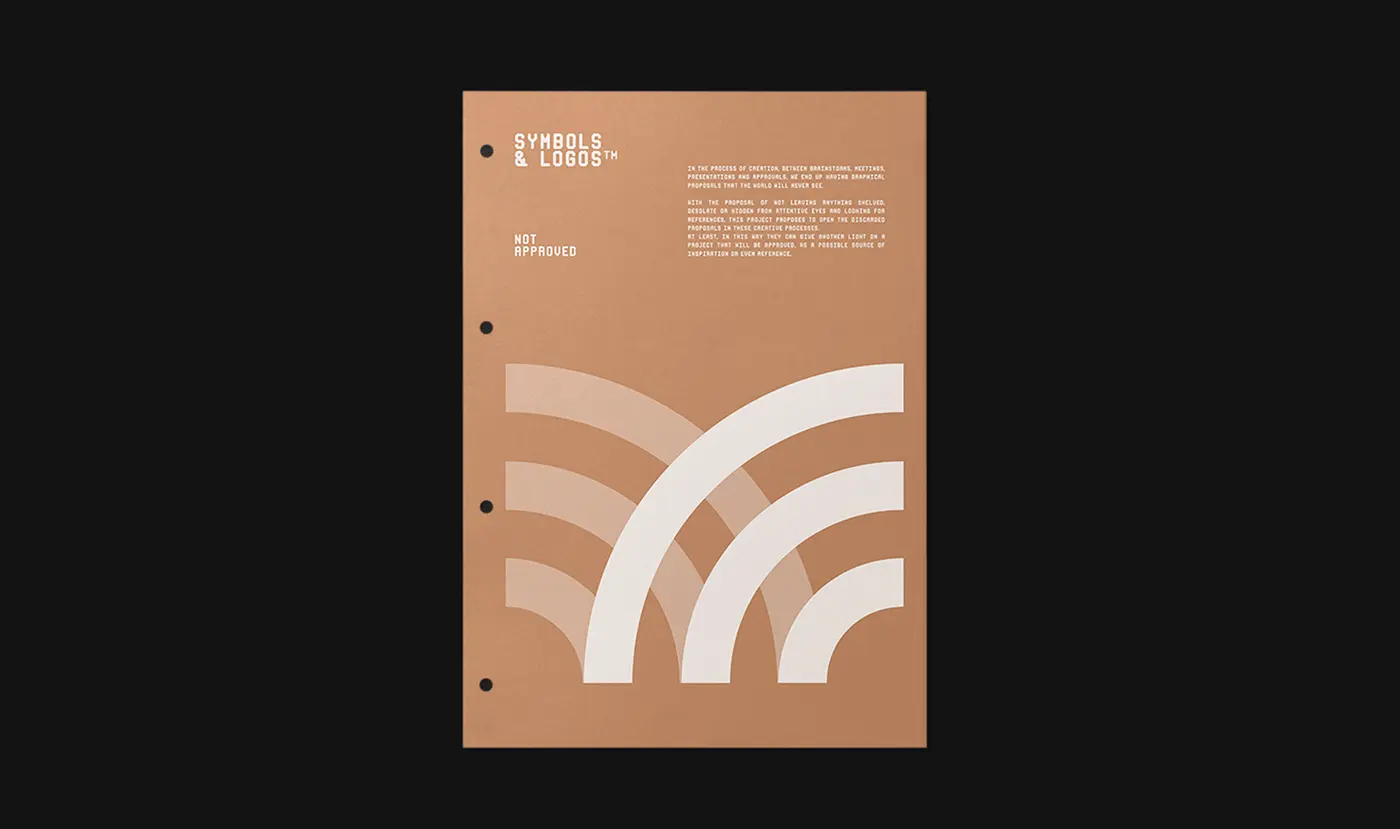 SYMBOLS
& LOGOS™
IN THE PROCESS OF CREATION, BETWEEN BRAINSTORMS, MEETINGS,
PRESENTATIONS AND APPROVALS, WE END UP HAVING GRAPHICAL
PROPOSALS THAT THE WORLD WILL NEVER SEE.
WITH THE PROPOSAL OF NOT LEAVING ANYTHING SHELVED,
DESOLATE OR HIDDEN FROM ATTENTIVE EYES AND LOOKING FOR
REFERENCES, THIS PROJECT PROPOSES TO OPEN THE DISCARDED
PROPOSALS IN THESE CREATIVE PROCESSES.
AT LEAST, IN THIS WAY THEY CAN GIVE ANOTHER LIGHT ON A
PROJECT THAT WILL BE APPROVED, AS A POSSIBLE SOURCE OF
INSPIRATION OR EVEN REFERENCE.
NOT
APPROVED